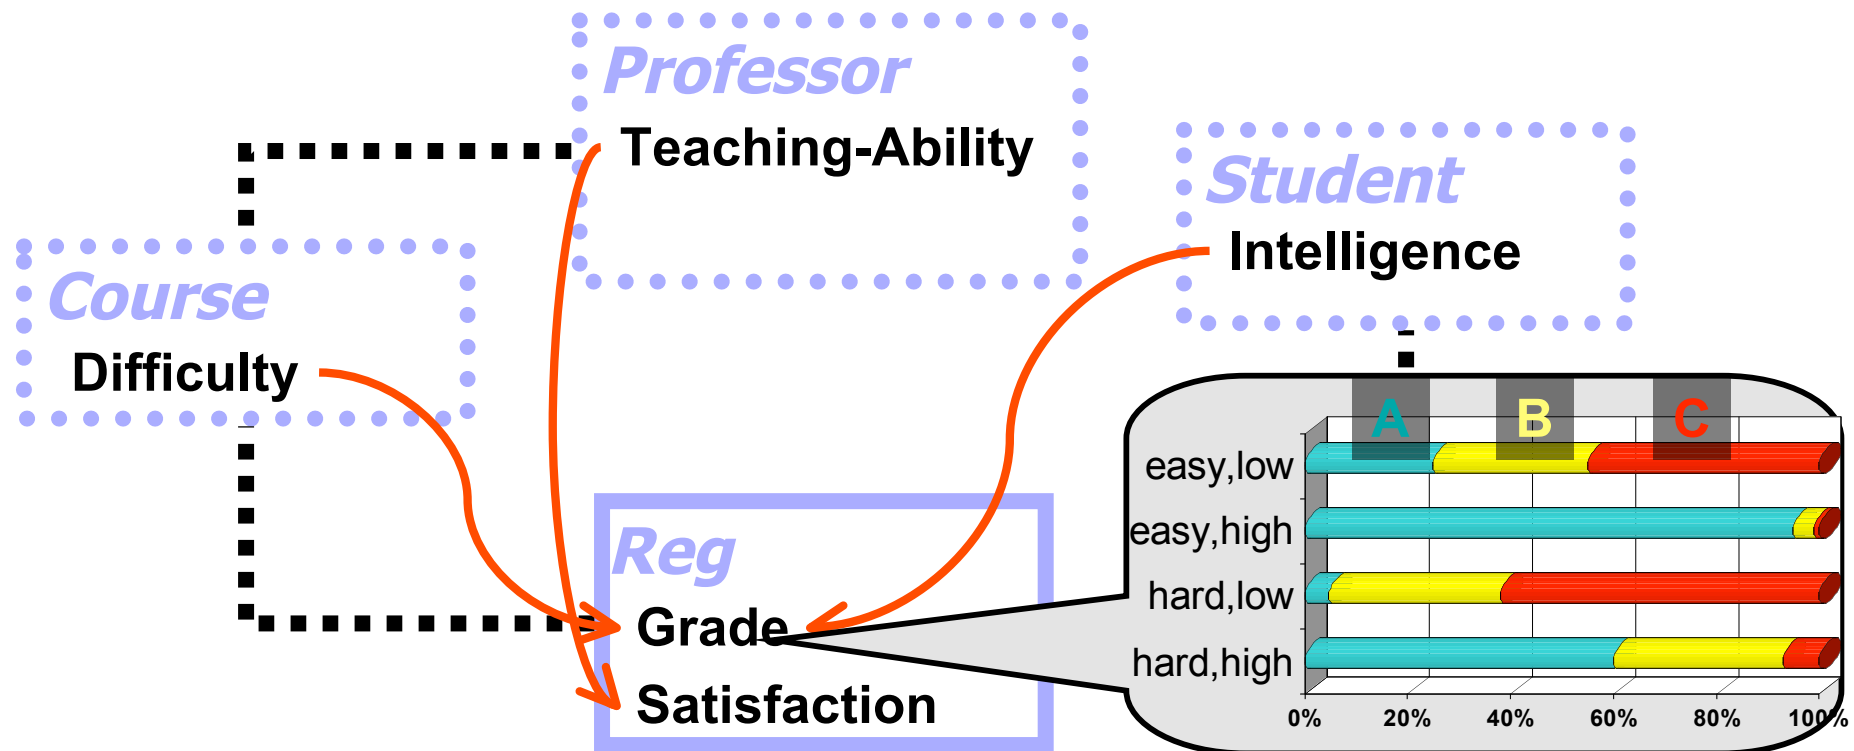 Professor
Teaching-Ability
Student
Intelligence
Course
Difficulty
Reg
Grade
Satisfaction
A B C
easy,low
easy,high
hard,low
hard,high
0% 20% 40% 60% 80% 100%